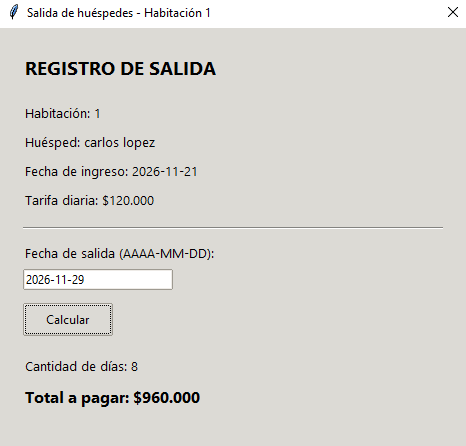 Salida de huéspedes - Habitación 1
REGISTRO DE SALIDA
Habitación: 1
Huésped: carlos lopez
Fecha de ingreso: 2026-11-21
Tarifa diaria: $120.000
Fecha de salida (AAAA-MM-DD):
2026-11-29
Calcular
Cantidad de días: 8
Total a pagar: $960.000